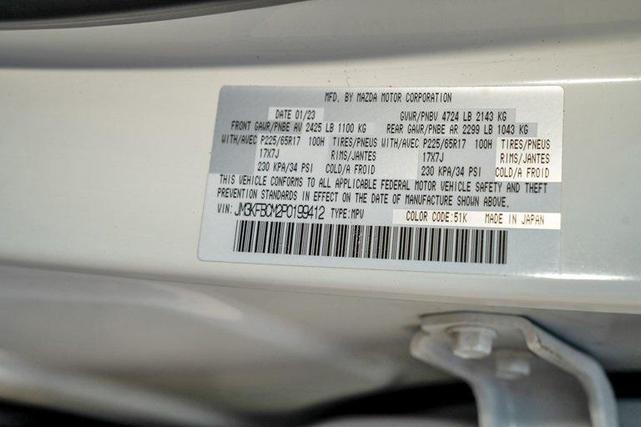 MFD. BY MAZDA MOTOR CORPORATION
DATE 01/23 GVWR/PNBV 4724 LB 2143 KG
FRONT GAWR/PNBE AV 2425 LB 1100 KG REAR GAWR/PNBE AR 2299 LB 1043 KG
WITH/AVEC P225/65R17 100H TIRES/PNEUS WITH/AVEC P225/65R17 100H TIRES/PNEUS
17X7J RIMS/JANTES 17X7J RIMS/JANTES
230 KPA/34 PSI COLD/A FROID 230 KPA/34 PSI COLD/A FROID
THIS VEHICLE CONFORMS TO ALL APPLICABLE FEDERAL MOTOR VEHICLE SAFETY AND THEFT
PREVENTION STANDARDS IN EFFECT ON THE DATE OF MANUFACTURE SHOWN ABOVE.
VIN: JM3KFBCM2P0199412 TYPE:MPV COLOR CODE:51K MADE IN JAPAN